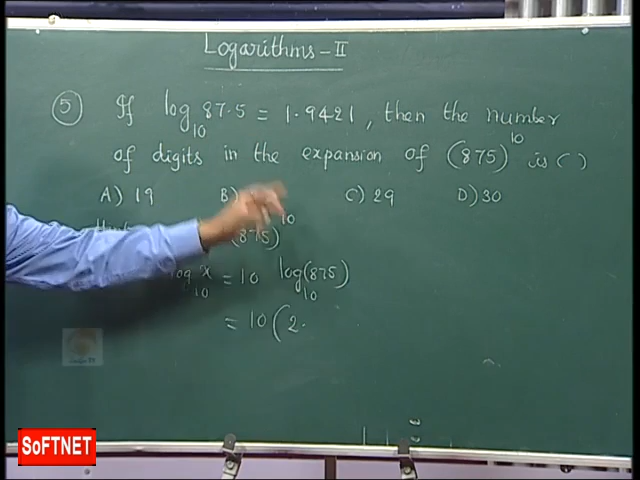 Logarithms - II
5 If log10 87.5 = 1.9421, then the number
of digits in the expansion of (875)^10 is ( )
A) 19 B) C) 29 D) 30
(875)^10
log10 x = 10 log10 (875)
= 10 (2.
SoFTNET